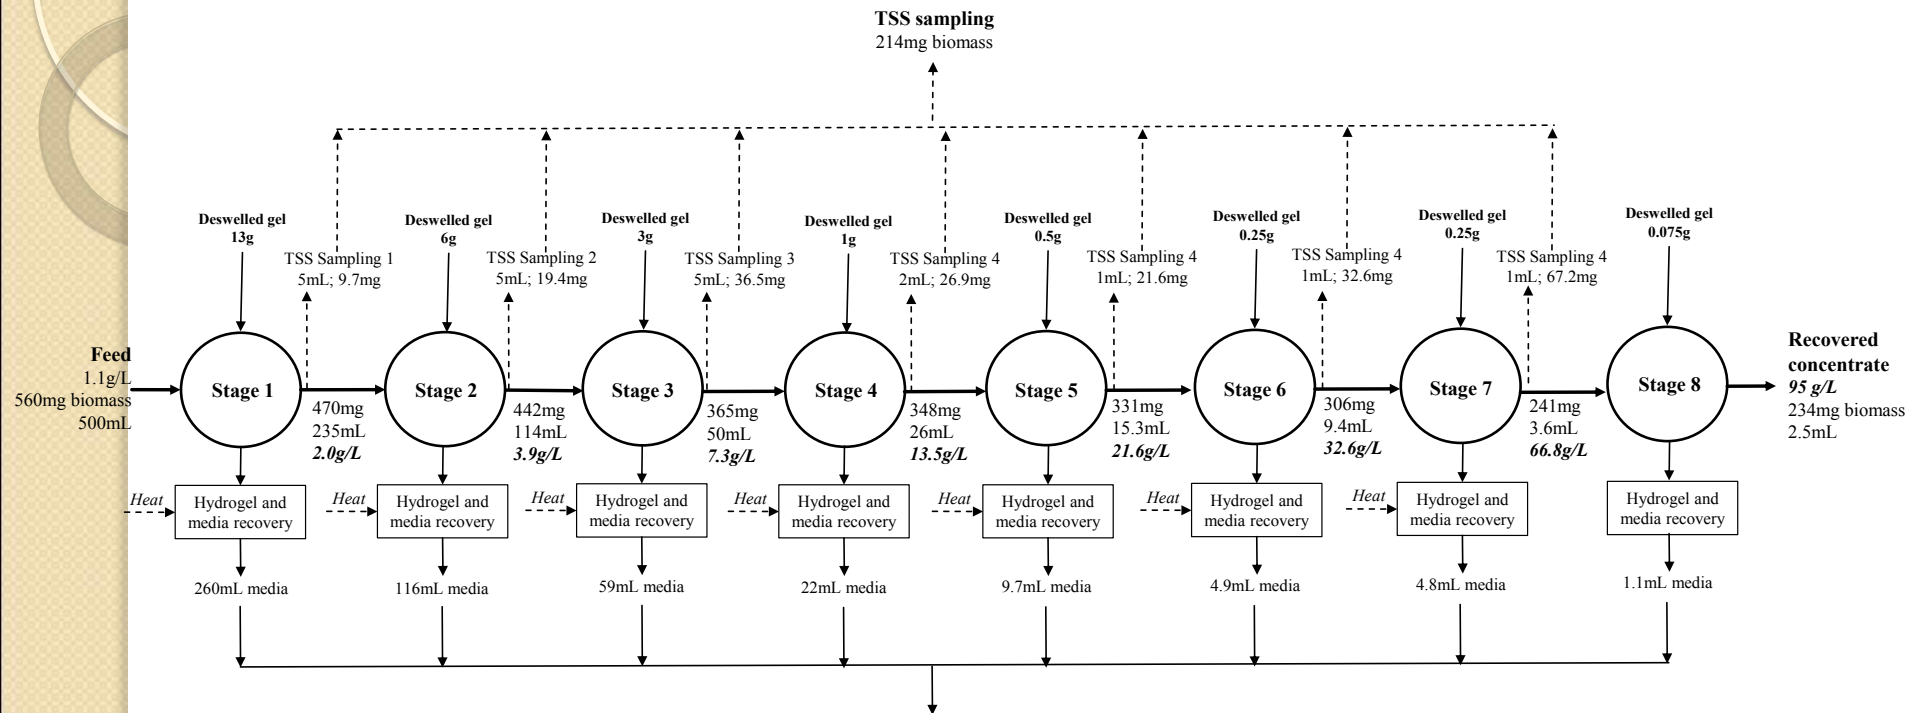 TSS sampling
214mg biomass
Deswelled gel
13g
Deswelled gel
6g
Deswelled gel
3g
Deswelled gel
1g
Deswelled gel
0.5g
Deswelled gel
0.25g
Deswelled gel
0.25g
Deswelled gel
0.075g
TSS Sampling 1
5mL; 9.7mg
TSS Sampling 2
5mL; 19.4mg
TSS Sampling 3
5mL; 36.5mg
TSS Sampling 4
2mL; 26.9mg
TSS Sampling 4
1mL; 21.6mg
TSS Sampling 4
1mL; 32.6mg
TSS Sampling 4
1mL; 67.2mg
Feed
1.1g/L
560mg biomass
500mL
Stage 1
Stage 2
Stage 3
Stage 4
Stage 5
Stage 6
Stage 7
Stage 8
Recovered
concentrate
95 g/L
234mg biomass
2.5mL
470mg
235mL
2.0g/L
442mg
114mL
3.9g/L
365mg
50mL
7.3g/L
348mg
26mL
13.5g/L
331mg
15.3mL
21.6g/L
306mg
9.4mL
32.6g/L
241mg
3.6mL
66.8g/L
Heat
Hydrogel and
media recovery
Heat
Hydrogel and
media recovery
Heat
Hydrogel and
media recovery
Heat
Hydrogel and
media recovery
Heat
Hydrogel and
media recovery
Heat
Hydrogel and
media recovery
Heat
Hydrogel and
media recovery
Hydrogel and
media recovery
260mL media
116mL media
59mL media
22mL media
9.7mL media
4.9mL media
4.8mL media
1.1mL media